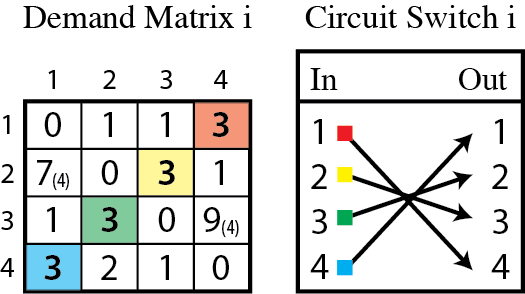 Demand Matrix i
1 2 3 4
1 0 1 1 3
2 7(4) 0 3 1
3 1 3 0 9(4)
4 3 2 1 0
Circuit Switch i
In Out
1 1
2 2
3 3
4 4